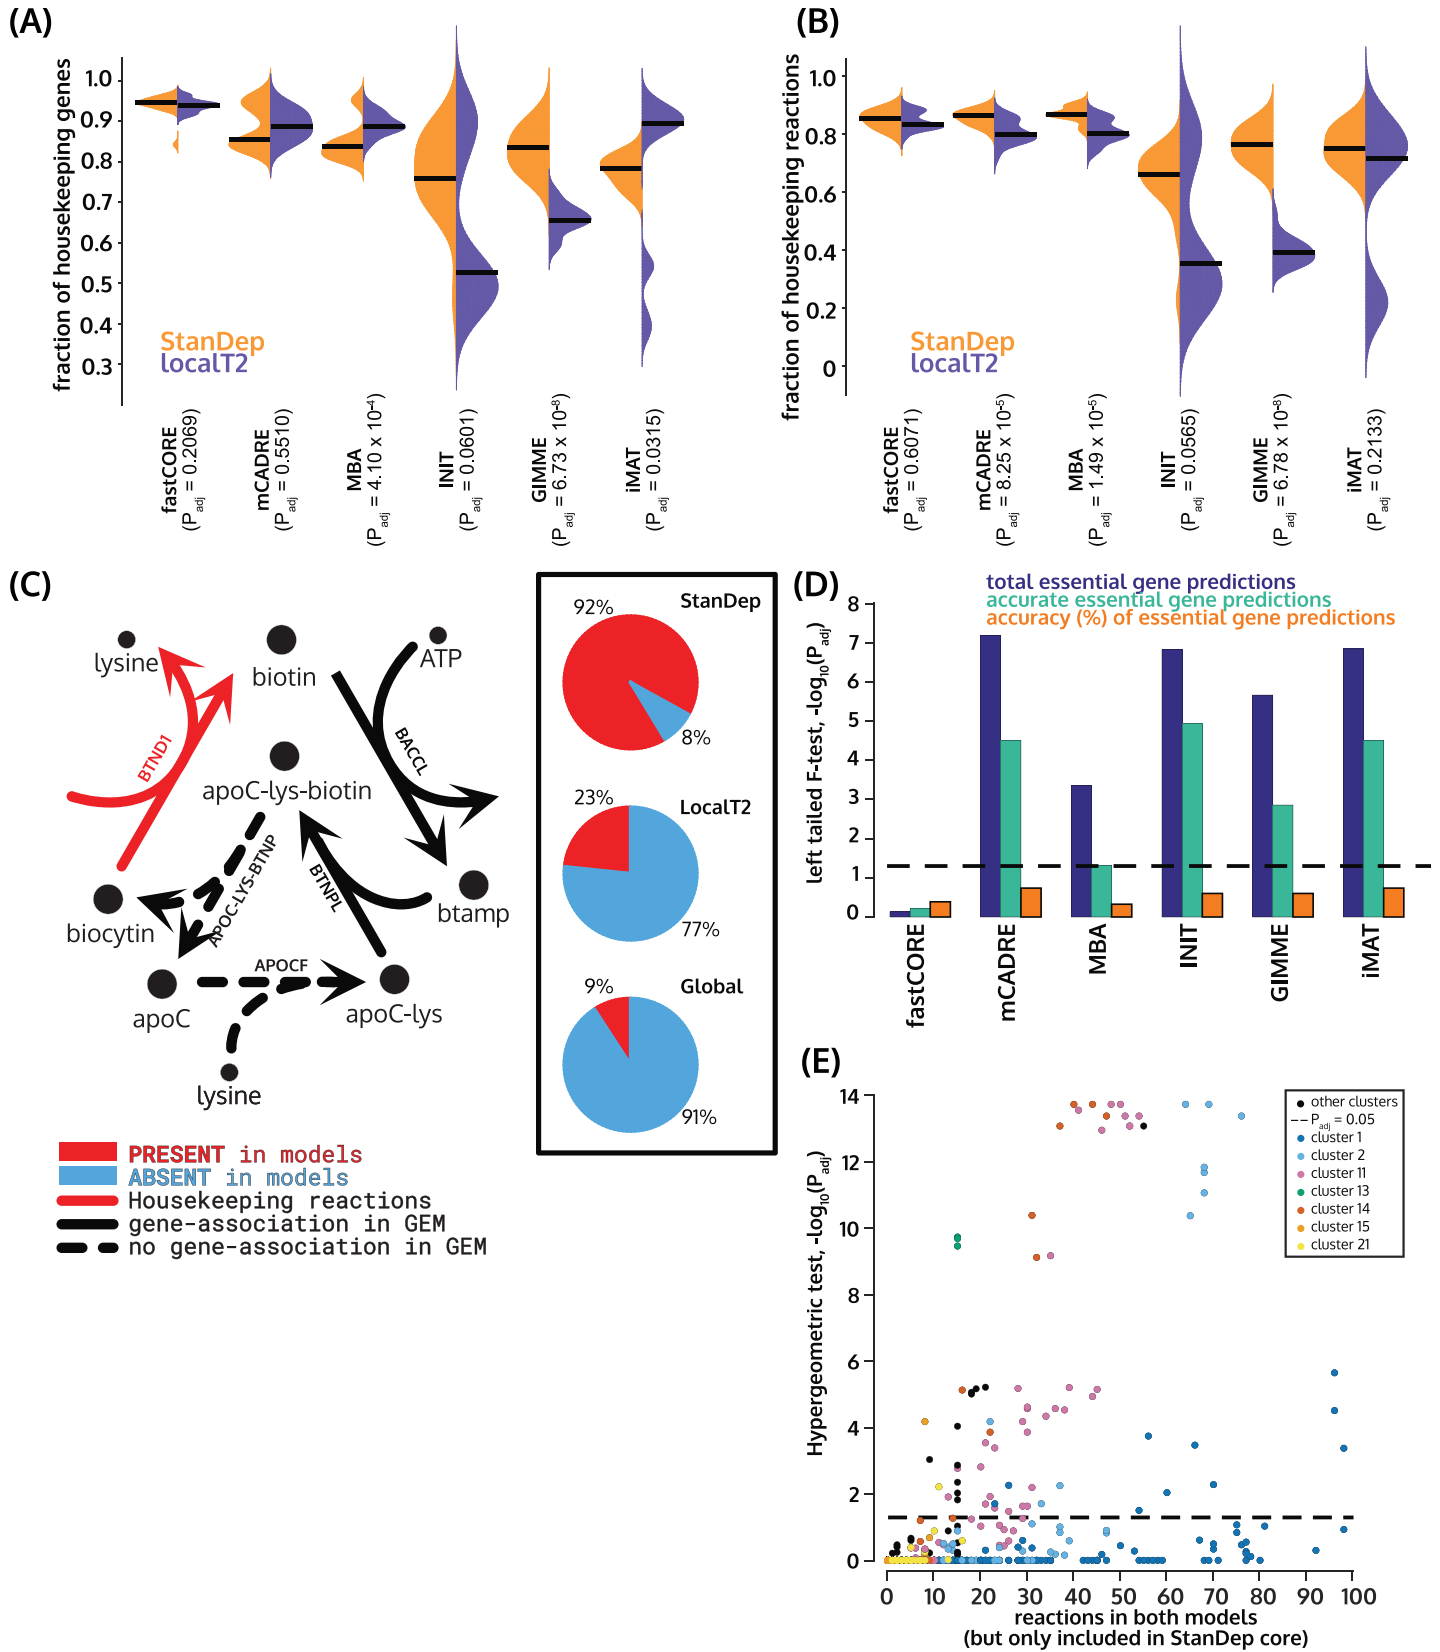 (A)
fraction of housekeeping genes
1.0
0.9
0.8
0.7
0.6
0.5
0.4
0.3
StanDep
localT2
fastCORE
(Padj = 0.2069)
mCADRE
(Padj = 0.5510)
MBA
(Padj = 4.10 x 10-4)
INIT
(Padj = 0.0601)
GIMME
(Padj = 6.73 x 10-8)
iMAT
(Padj = 0.0315)
(B)
fraction of housekeeping reactions
1.0
0.8
0.6
0.4
0.2
0
StanDep
localT2
fastCORE
(Padj = 0.6071)
mCADRE
(Padj = 8.25 x 10-5)
MBA
(Padj = 1.49 x 10-5)
INIT
(Padj = 0.0565)
GIMME
(Padj = 6.78 x 10-8)
iMAT
(Padj = 0.2133)
(C)
lysine
biotin
ATP
BTND1
BACCL
apoC-lys-biotin
APOC-LYS-BTNP
BTNPL
biocytin
btamp
APOCF
apoC
apoC-lys
lysine
StanDep
92%
8%
LocalT2
23%
77%
Global
9%
91%
PRESENT in models
ABSENT in models
Housekeeping reactions
gene-association in GEM
no gene-association in GEM
(D)
total essential gene predictions
accurate essential gene predictions
accuracy (%) of essential gene predictions
left tailed F-test, -log10(Padj)
8
7
6
5
4
3
2
1
0
fastCORE
mCADRE
MBA
INIT
GIMME
iMAT
(E)
Hypergeometric test, -log10(Padj)
14
12
10
8
6
4
2
0
other clusters
Padj = 0.05
cluster 1
cluster 2
cluster 11
cluster 13
cluster 14
cluster 15
cluster 21
0 10 20 30 40 50 60 70 80 90 100
reactions in both models
(but only included in StanDep core)